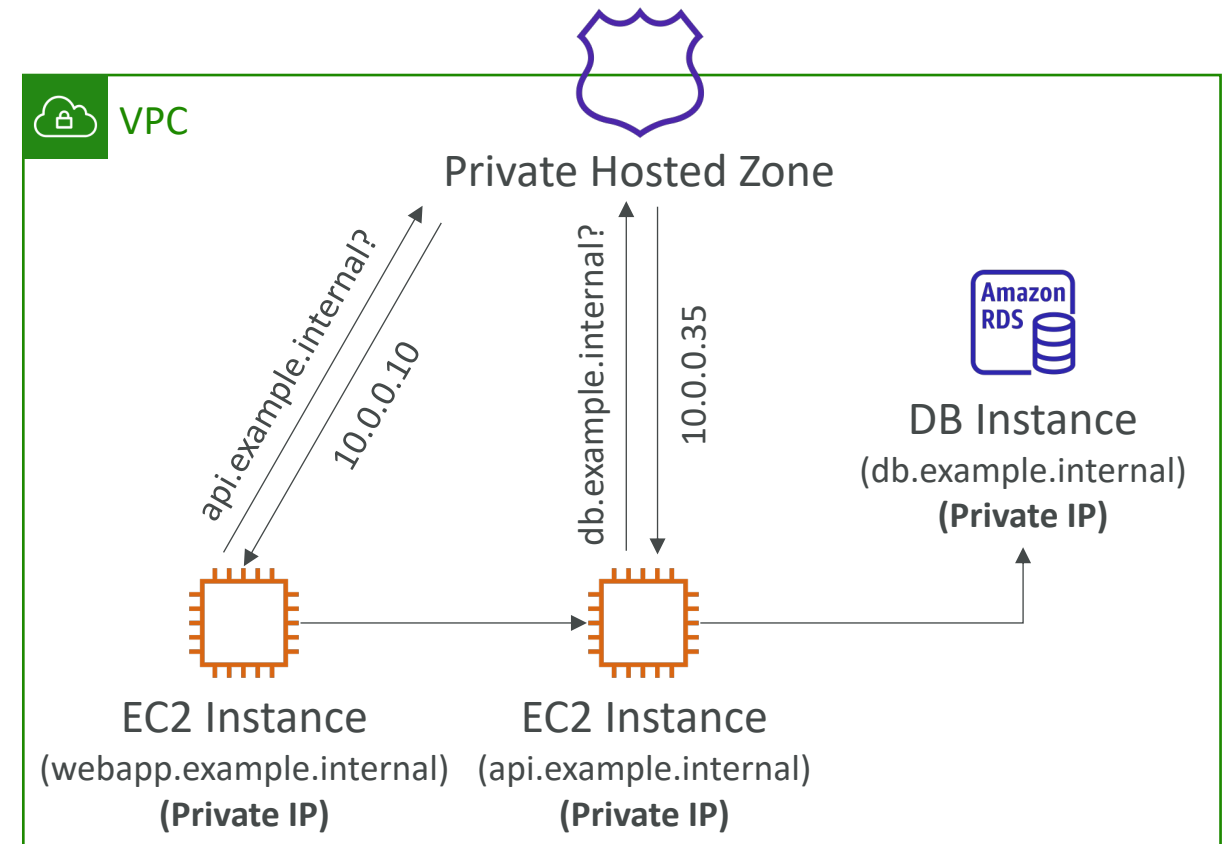 VPC
Private Hosted Zone
api.example.internal?
10.0.0.10
db.example.internal?
10.0.0.35
Amazon
RDS
DB Instance
(db.example.internal)
(Private IP)
EC2 Instance
(webapp.example.internal)
(Private IP)
EC2 Instance
(api.example.internal)
(Private IP)